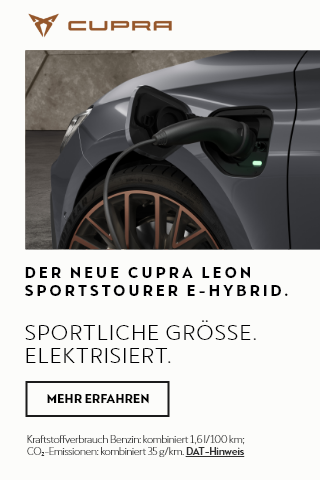 CUPRA
DER NEUE CUPRA LEON
SPORTSTOURER E-HYBRID.
SPORTLICHE GRÖSSE.
ELEKTRISIERT.
MEHR ERFAHREN
Kraftstoffverbrauch Benzin: kombiniert 1,6 l/100 km;
CO₂-Emissionen: kombiniert 35 g/km. DAT-Hinweis